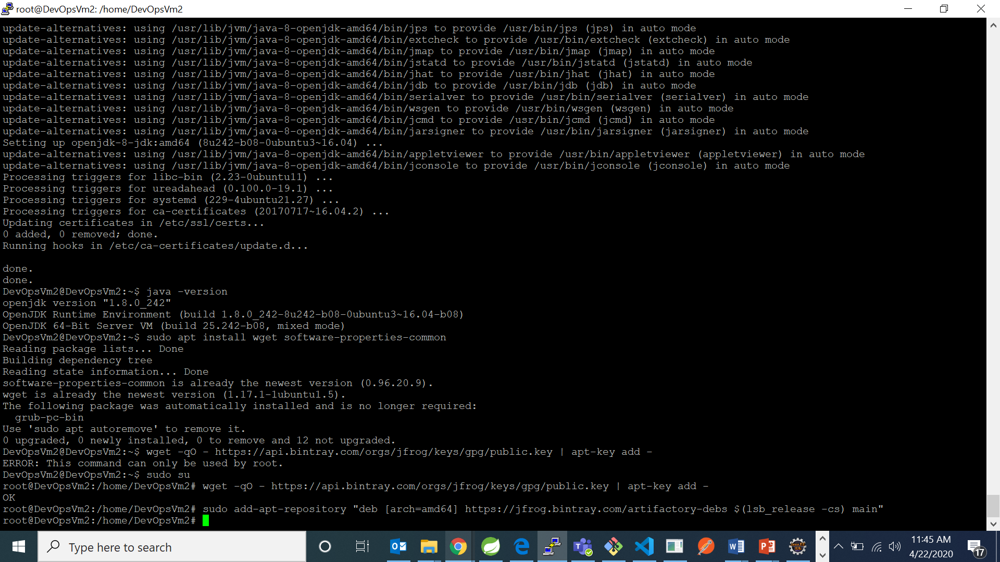 root@DevOpsVm2: /home/DevOpsVm2
update-alternatives: using /usr/lib/jvm/java-8-openjdk-amd64/bin/jps to provide /usr/bin/jps (jps) in auto mode
update-alternatives: using /usr/lib/jvm/java-8-openjdk-amd64/bin/extcheck to provide /usr/bin/extcheck (extcheck) in auto mode
update-alternatives: using /usr/lib/jvm/java-8-openjdk-amd64/bin/jmap to provide /usr/bin/jmap (jmap) in auto mode
update-alternatives: using /usr/lib/jvm/java-8-openjdk-amd64/bin/jstatd to provide /usr/bin/jstatd (jstatd) in auto mode
update-alternatives: using /usr/lib/jvm/java-8-openjdk-amd64/bin/jhat to provide /usr/bin/jhat (jhat) in auto mode
update-alternatives: using /usr/lib/jvm/java-8-openjdk-amd64/bin/jdb to provide /usr/bin/jdb (jdb) in auto mode
update-alternatives: using /usr/lib/jvm/java-8-openjdk-amd64/bin/serialver to provide /usr/bin/serialver (serialver) in auto mode
update-alternatives: using /usr/lib/jvm/java-8-openjdk-amd64/bin/wsgen to provide /usr/bin/wsgen (wsgen) in auto mode
update-alternatives: using /usr/lib/jvm/java-8-openjdk-amd64/bin/jcmd to provide /usr/bin/jcmd (jcmd) in auto mode
update-alternatives: using /usr/lib/jvm/java-8-openjdk-amd64/bin/jarsigner to provide /usr/bin/jarsigner (jarsigner) in auto mode
Setting up openjdk-8-jdk:amd64 (8u242-b08-0ubuntu3~16.04) ...
update-alternatives: using /usr/lib/jvm/java-8-openjdk-amd64/bin/appletviewer to provide /usr/bin/appletviewer (appletviewer) in auto mode
update-alternatives: using /usr/lib/jvm/java-8-openjdk-amd64/bin/jconsole to provide /usr/bin/jconsole (jconsole) in auto mode
Processing triggers for libc-bin (2.23-0ubuntu11) ...
Processing triggers for ureadahead (0.100.0-19.1) ...
Processing triggers for systemd (229-4ubuntu21.27) ...
Processing triggers for ca-certificates (20170717~16.04.2) ...
Updating certificates in /etc/ssl/certs...
0 added, 0 removed; done.
Running hooks in /etc/ca-certificates/update.d...
done.
done.
DevOpsVm2@DevOpsVm2:~$ java -version
openjdk version "1.8.0_242"
OpenJDK Runtime Environment (build 1.8.0_242-8u242-b08-0ubuntu3~16.04-b08)
OpenJDK 64-Bit Server VM (build 25.242-b08, mixed mode)
DevOpsVm2@DevOpsVm2:~$ sudo apt install wget software-properties-common
Reading package lists... Done
Building dependency tree
Reading state information... Done
software-properties-common is already the newest version (0.96.20.9).
wget is already the newest version (1.17.1-1ubuntu1.5).
The following package was automatically installed and is no longer required:
  grub-pc-bin
Use 'sudo apt autoremove' to remove it.
0 upgraded, 0 newly installed, 0 to remove and 12 not upgraded.
DevOpsVm2@DevOpsVm2:~$ wget -qO - https://api.bintray.com/orgs/jfrog/keys/gpg/public.key | apt-key add -
ERROR: This command can only be used by root.
DevOpsVm2@DevOpsVm2:~$ sudo su
root@DevOpsVm2:/home/DevOpsVm2# wget -qO - https://api.bintray.com/orgs/jfrog/keys/gpg/public.key | apt-key add -
OK
root@DevOpsVm2:/home/DevOpsVm2# sudo add-apt-repository "deb [arch=amd64] https://jfrog.bintray.com/artifactory-debs $(lsb_release -cs) main"
root@DevOpsVm2:/home/DevOpsVm2#
Type here to search
11:45 AM
4/22/2020
17